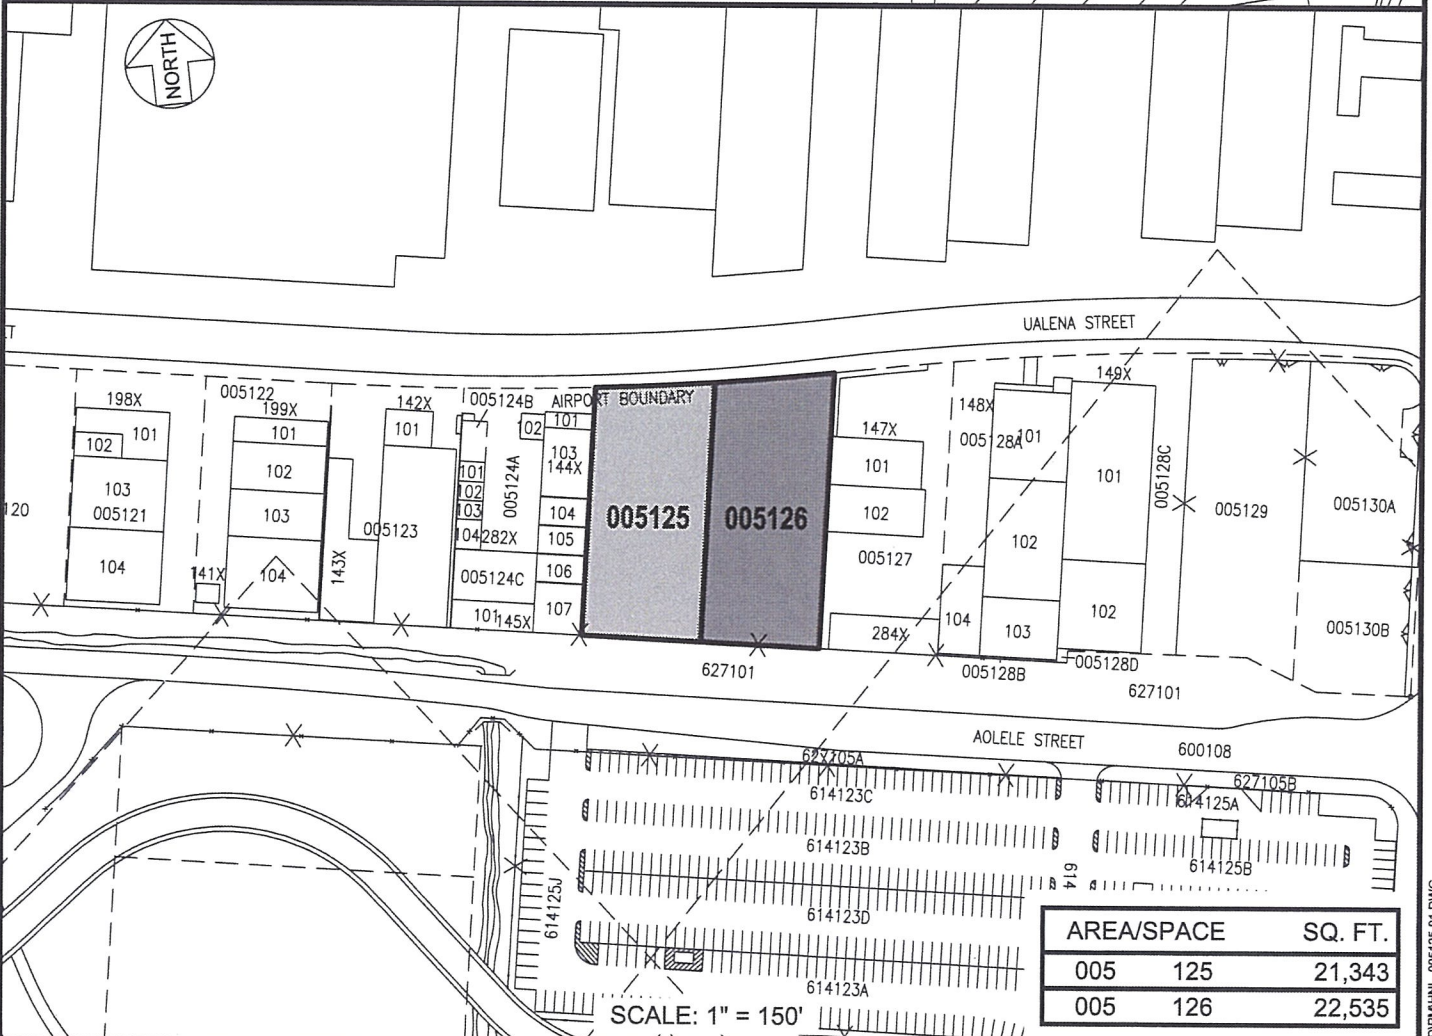 NORTH
UALENA STREET
005122
198X
199X
142X
005124B
AIRPORT BOUNDARY
149X
148X
101
101
101
102
101
147X
005128A
101
102
103
144X
101
102
101
005128C
103
102
005124A
005125
005126
005121
103
005123
104
102
005129
005130A
120
103
104
282X
105
005127
102
104
141X
104
143X
005124C
106
102
101
145X
107
104
103
005130B
284X
627101
005128B
005128D
627101
AOLELE STREET
600108
627105A
627105B
614123C
614125A
614123B
614125B
614
614125J
614123D
614123A
SCALE: 1" = 150'
AREA/SPACE SQ. FT.
005 125 21,343
005 126 22,535